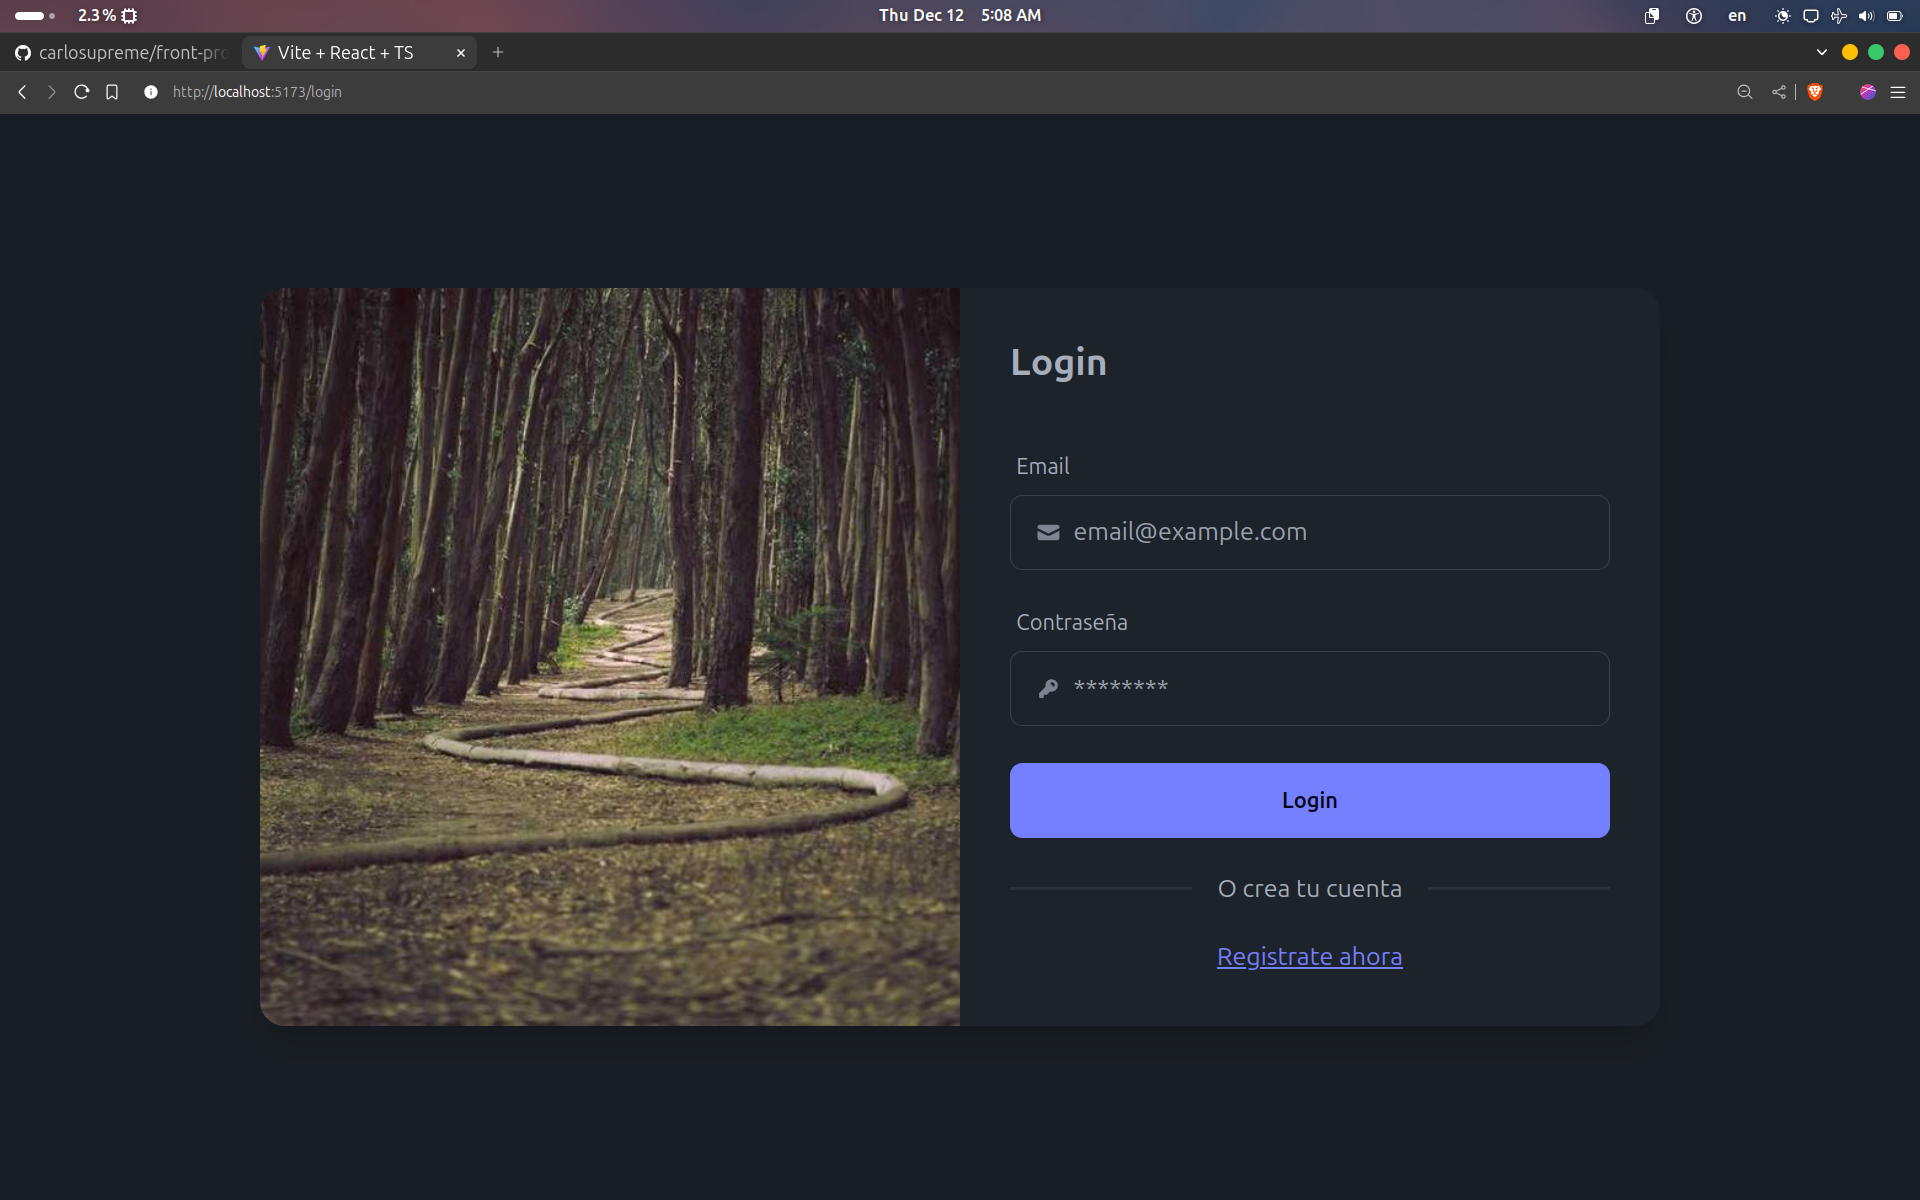 2.3%
Thu Dec 12 5:08 AM
en
carlosupreme/front-pro
Vite + React + TS
http://localhost:5173/login
Login
Email
email@example.com
Contraseña
********
Login
O crea tu cuenta
Registrate ahora